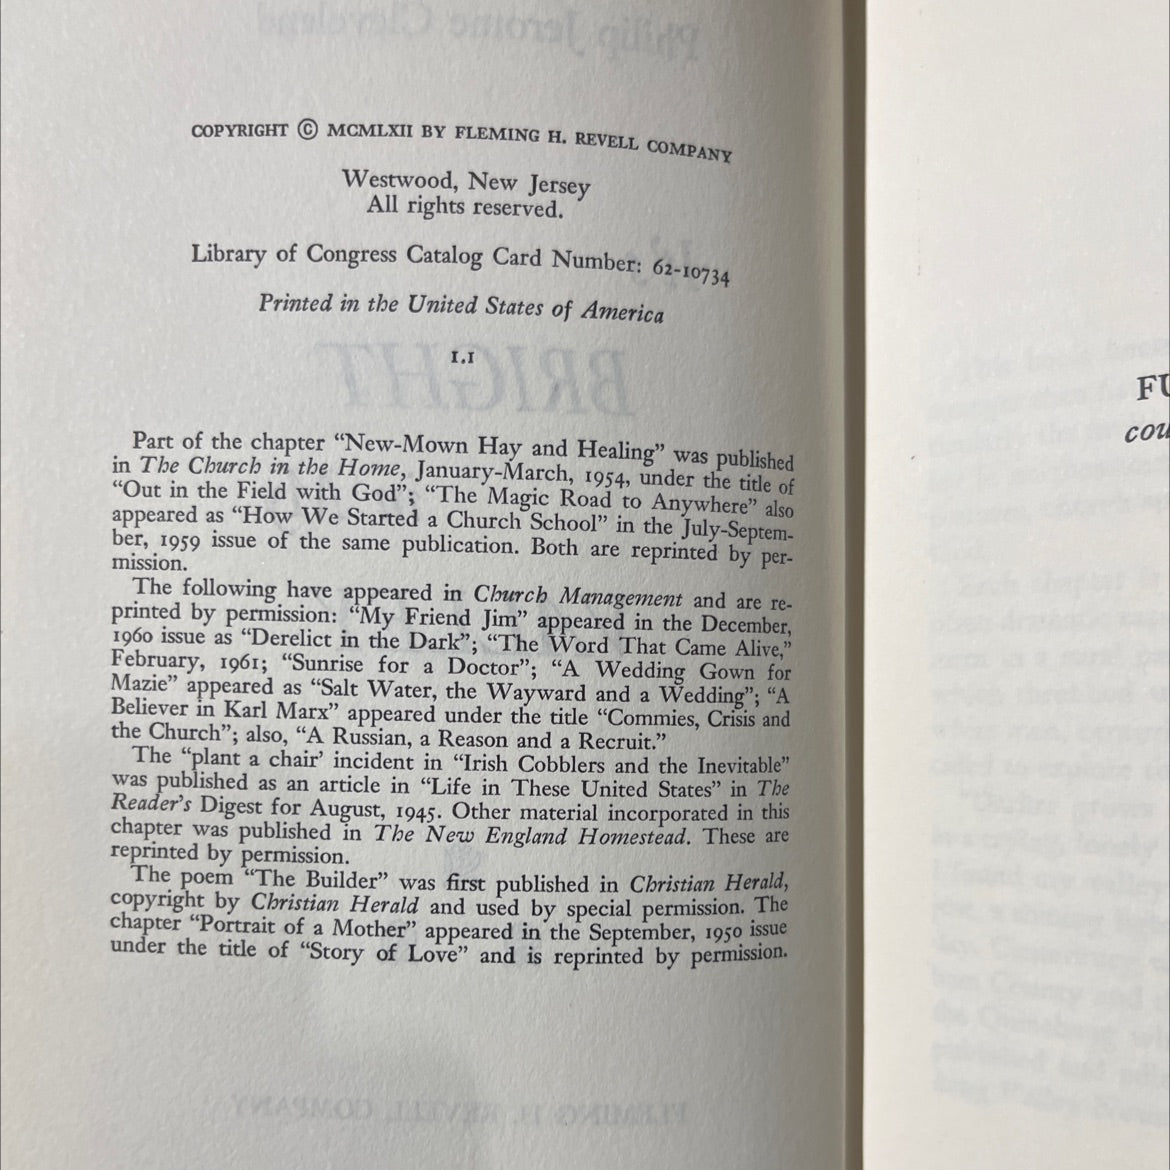 Philip Jerome Cleveland
COPYRIGHT © MCMLXII BY FLEMING H. REVELL COMPANY
Westwood, New Jersey
All rights reserved.
Library of Congress Catalog Card Number: 62-10734
Printed in the United States of America
1.1
IS
BRIGHT
Part of the chapter “New-Mown Hay and Healing” was published
in The Church in the Home, January-March, 1954, under the title of
“Out in the Field with God”; “The Magic Road to Anywhere” also
appeared as “How We Started a Church School” in the July-Septem-
ber, 1959 issue of the same publication. Both are reprinted by per-
mission.
The following have appeared in Church Management and are re-
printed by permission: “My Friend Jim” appeared in the December,
1960 issue as “Derelict in the Dark”; “The Word That Came Alive,”
February, 1961; “Sunrise for a Doctor”; “A Wedding Gown for
Mazie” appeared as “Salt Water, the Wayward and a Wedding”; “A
Believer in Karl Marx” appeared under the title “Commies, Crisis and
the Church”; also, “A Russian, a Reason and a Recruit.”
The “plant a chair’ incident in “Irish Cobblers and the Inevitable”
was published as an article in “Life in These United States” in The
Reader’s Digest for August, 1945. Other material incorporated in this
chapter was published in The New England Homestead. These are
reprinted by permission.
The poem “The Builder” was first published in Christian Herald,
copyright by Christian Herald and used by special permission. The
chapter “Portrait of a Mother” appeared in the September, 1950 issue
under the title of “Story of Love” and is reprinted by permission.
FLEMING H. REVELL COMPANY
FU
cou